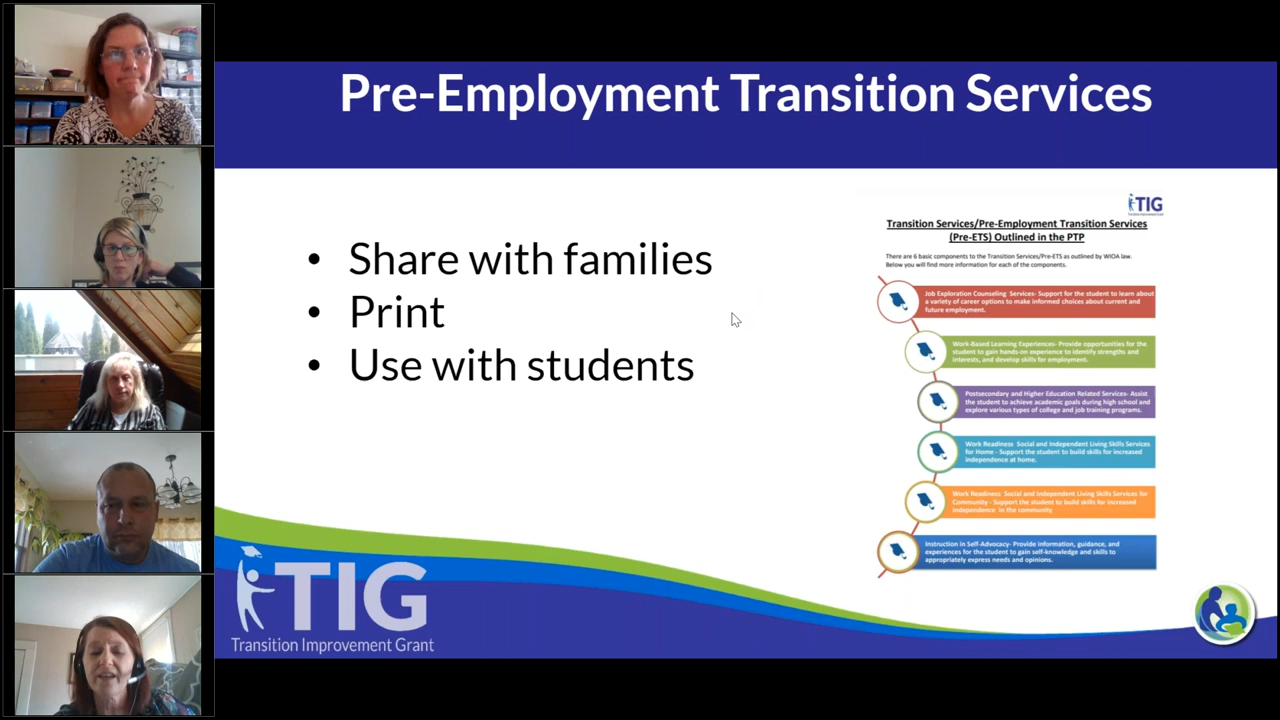 Pre-Employment Transition Services
• Share with families
• Print
• Use with students
TIG
Transition Improvement Grant
Transition Services/Pre-Employment Transition Services
(Pre-ETS) Outlined in the PTP
There are 6 basic components to the Transition Services/Pre-ETS as outlined by WIOA law.
Below you will find more information for each of the components.
Job Exploration Counseling Services- Support for the student to learn about
a variety of career options to make informed choices about current and
future employment.
Work-Based Learning Experiences- Provide opportunities for the
student to gain hands-on experience to identify strengths and
interests, and develop skills for employment.
Postsecondary and Higher Education Related Services- Assist
the student to achieve academic goals during high school and
explore various types of college and job training programs.
Work Readiness Social and Independent Living Skills Services
for Home - Support the student to build skills for increased
independence at home.
Work Readiness Social and Independent Living Skills Services for
Community - Support the student to build skills for increased
independence in the community
Instruction in Self-Advocacy- Provide information, guidance, and
experiences for the student to gain self-knowledge and skills to
appropriately express needs and opinions.
TIG
Transition Improvement Grant